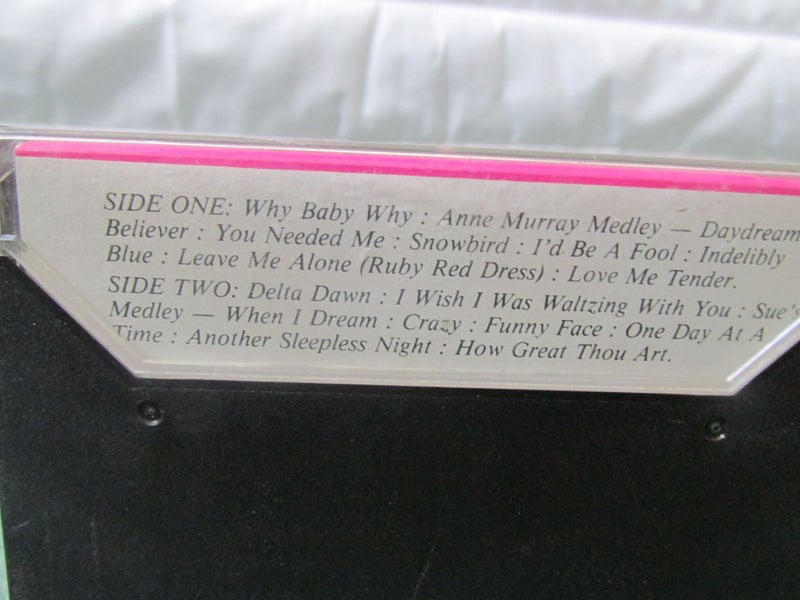 SIDE ONE: Why Baby Why : Anne Murray Medley — Daydream
Believer : You Needed Me : Snowbird : I'd Be A Fool : Indelibly
Blue : Leave Me Alone (Ruby Red Dress) : Love Me Tender.
SIDE TWO: Delta Dawn : I Wish I Was Waltzing With You : Sue's
Medley — When I Dream : Crazy : Funny Face : One Day At A
Time : Another Sleepless Night : How Great Thou Art.